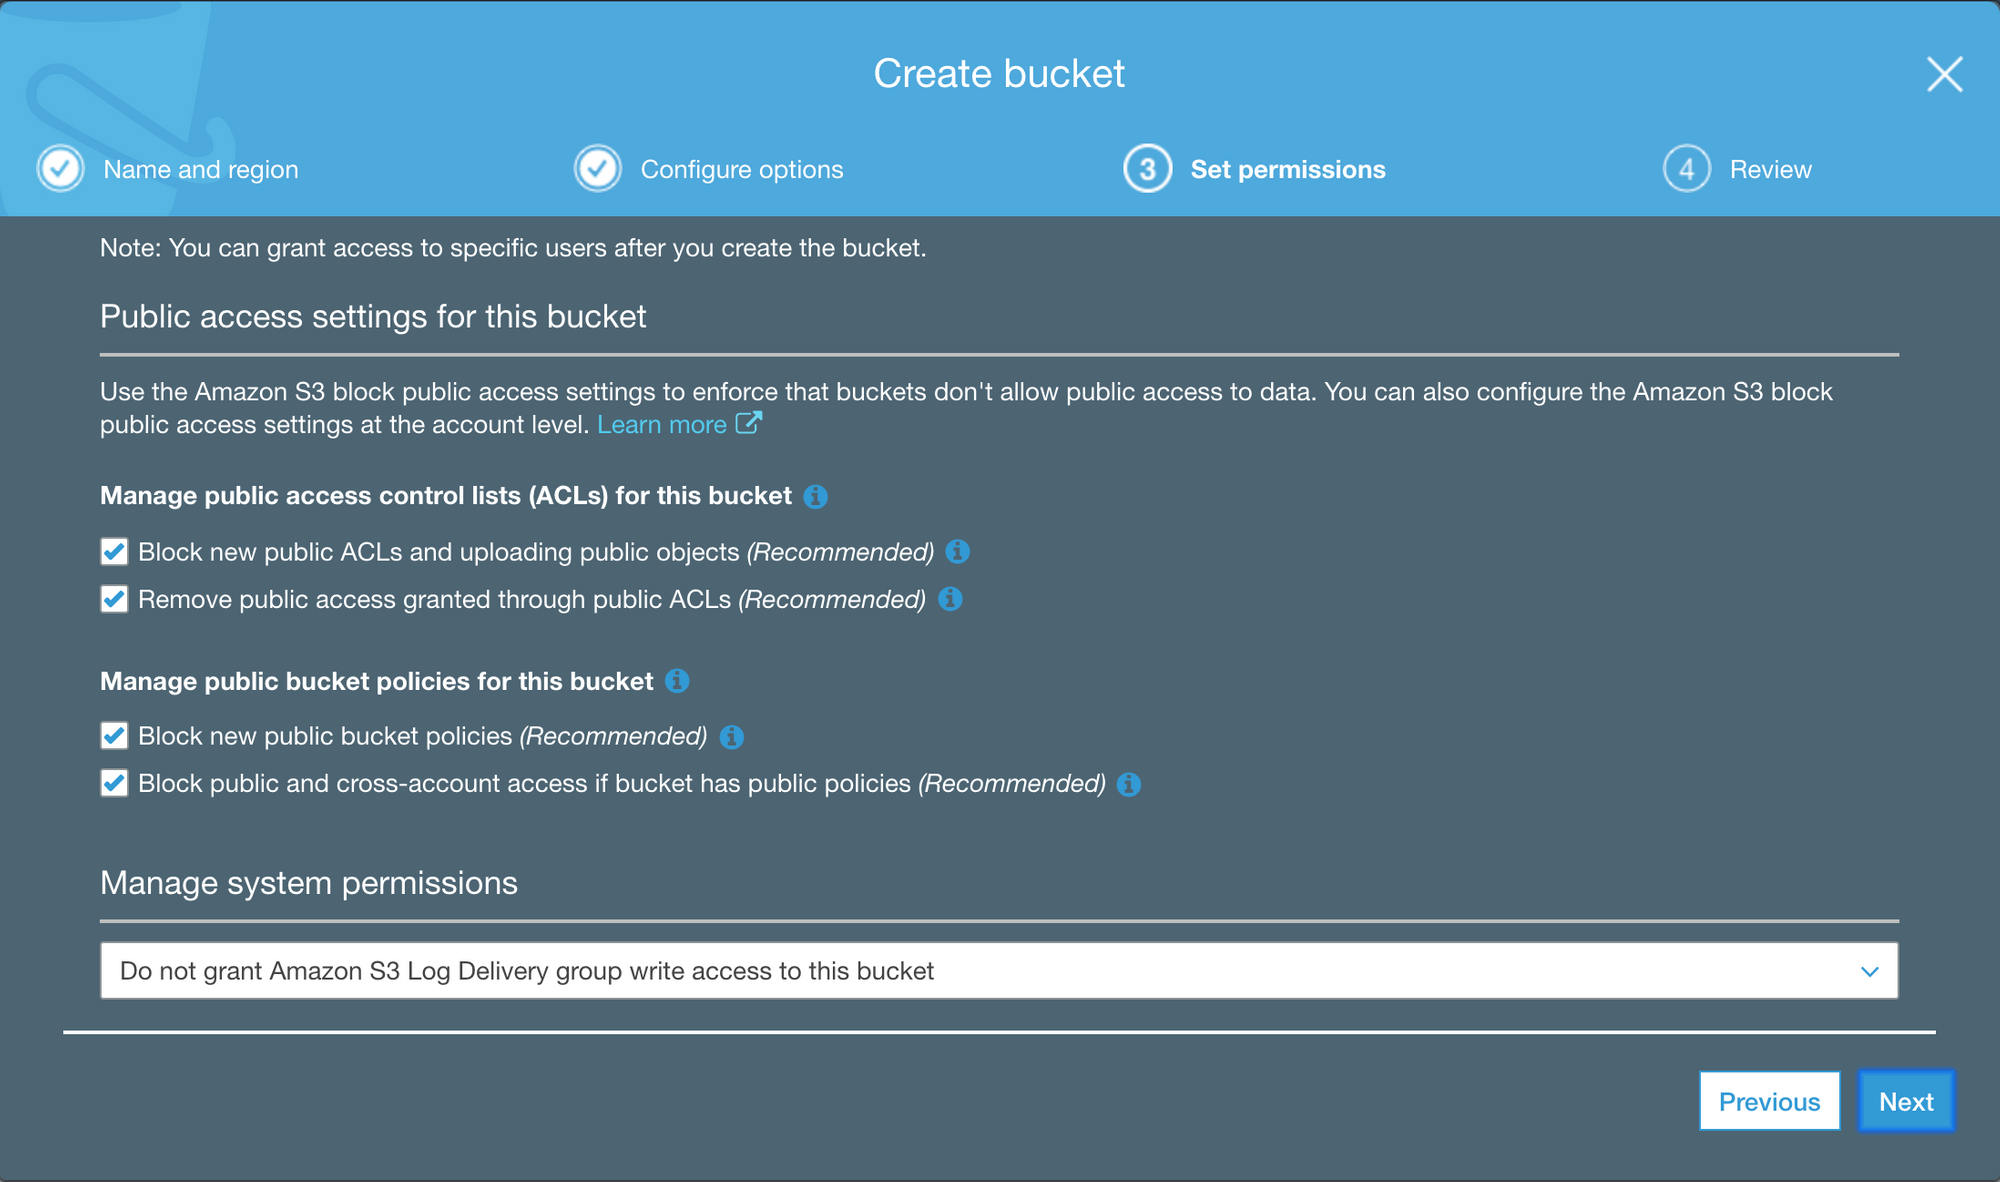 Create bucket
Name and region
Configure options
3 Set permissions
4 Review
Note: You can grant access to specific users after you create the bucket.
Public access settings for this bucket
Use the Amazon S3 block public access settings to enforce that buckets don't allow public access to data. You can also configure the Amazon S3 block
public access settings at the account level. Learn more
Manage public access control lists (ACLs) for this bucket
Block new public ACLs and uploading public objects (Recommended)
Remove public access granted through public ACLs (Recommended)
Manage public bucket policies for this bucket
Block new public bucket policies (Recommended)
Block public and cross-account access if bucket has public policies (Recommended)
Manage system permissions
Do not grant Amazon S3 Log Delivery group write access to this bucket
Previous
Next